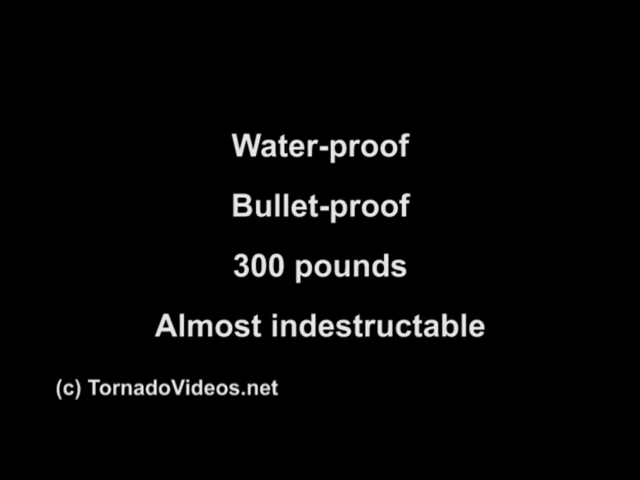 Water-proof
Bullet-proof
300 pounds
Almost indestructable
(c) TornadoVideos.net